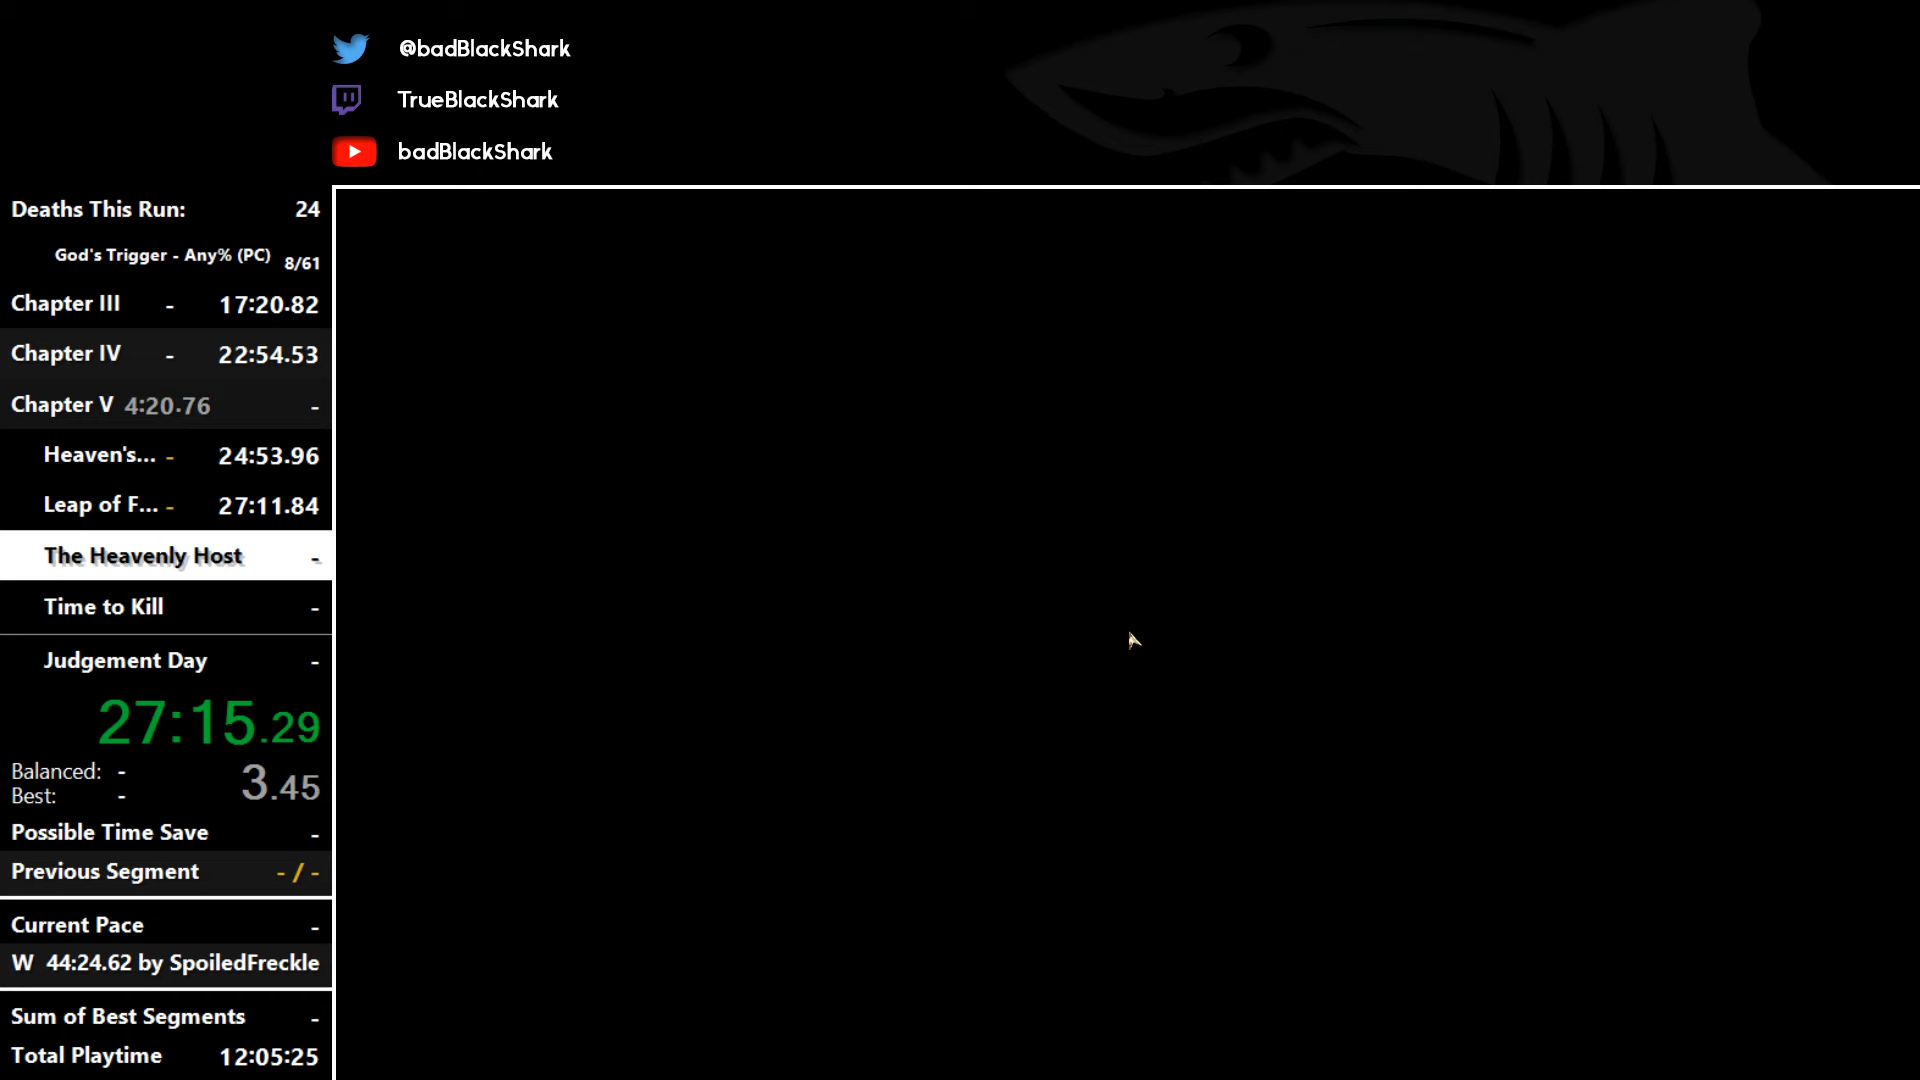 @badBlackShark
TrueBlackShark
badBlackShark
Deaths This Run: 24
God's Trigger - Any% (PC) 8/61
Chapter III - 17:20.82
Chapter IV - 22:54.53
Chapter V 4:20.76 -
Heaven's... - 24:53.96
Leap of F... - 27:11.84
The Heavenly Host -
Time to Kill -
Judgement Day -
27:15.29
Balanced: - 3.45
Best: -
Possible Time Save -
Previous Segment - / -
Current Pace -
W 44:24.62 by SpoiledFreckle
Sum of Best Segments -
Total Playtime 12:05:25